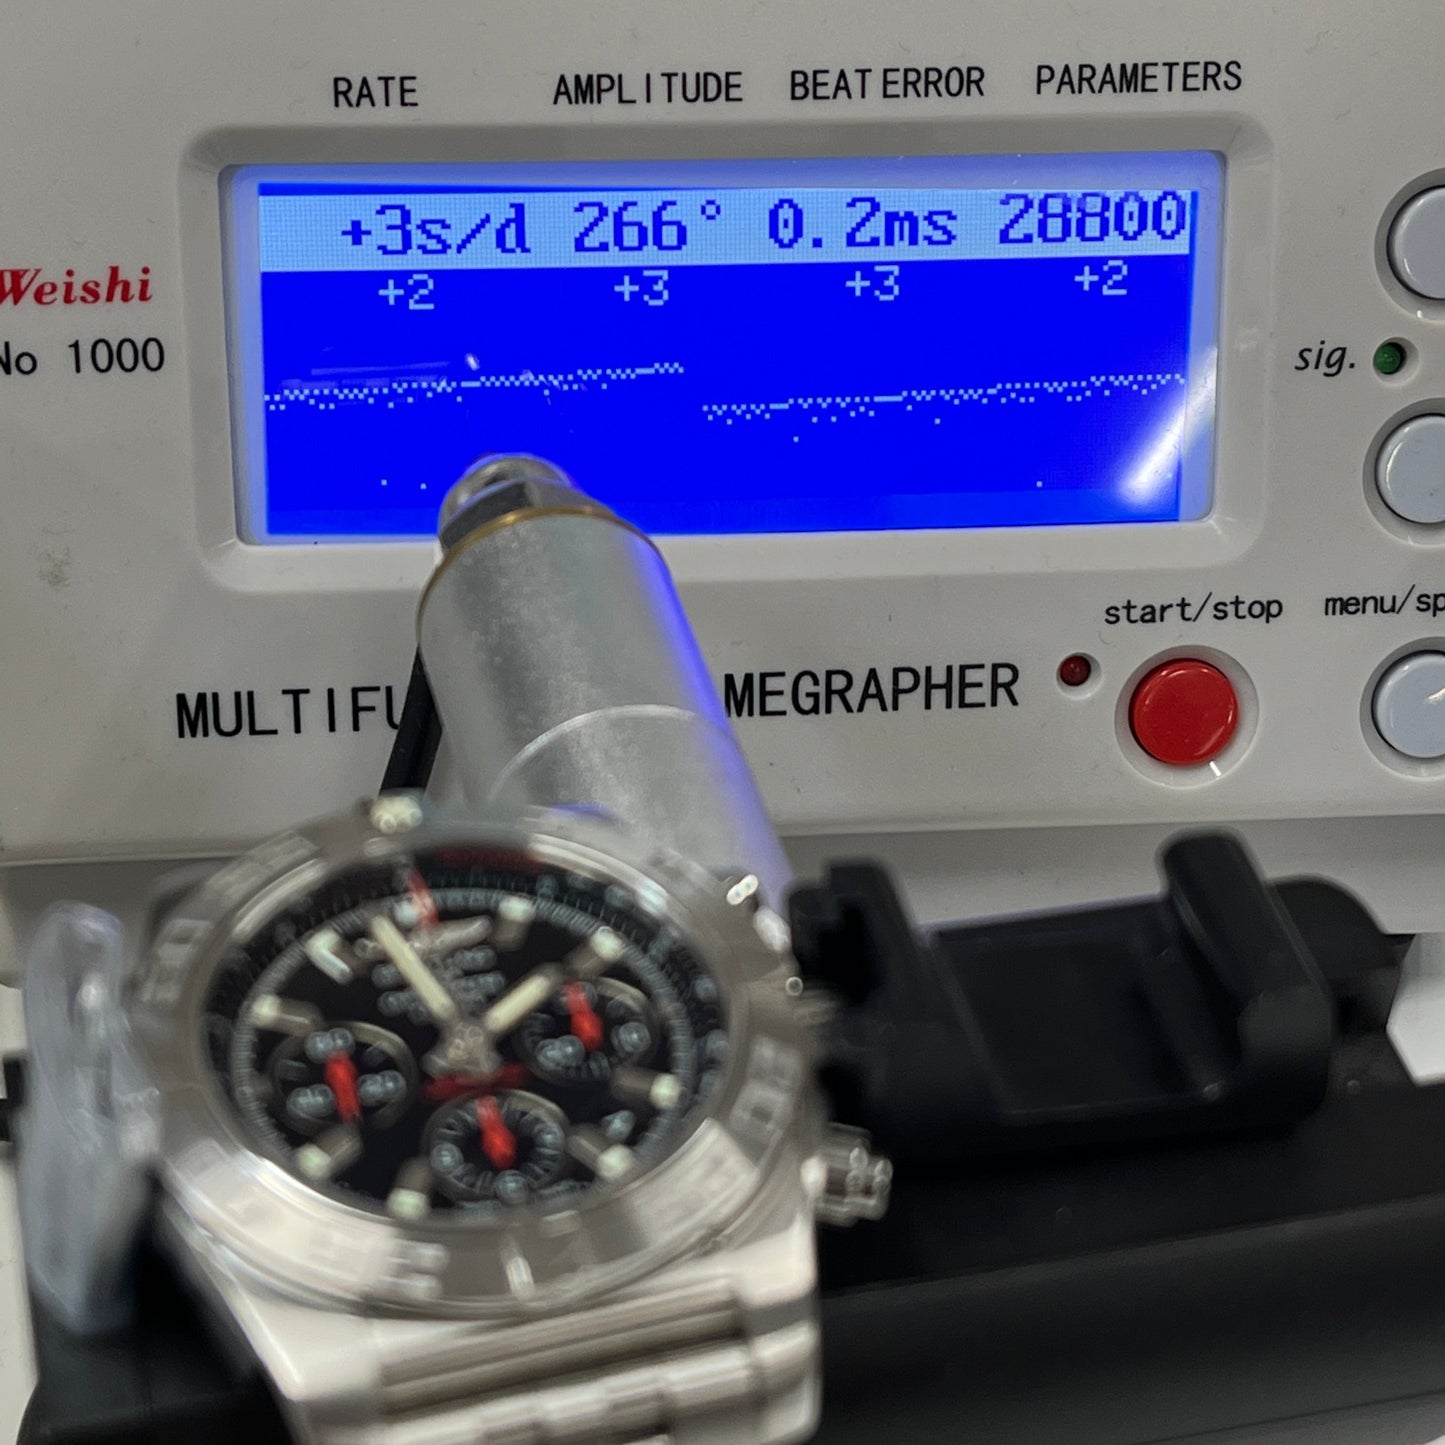 RATE AMPLITUDE BEAT ERROR PARAMETERS
+3s/d 266° 0.2ms 28800
+2 +3 +3 +2
Weishi
No 1000
sig.
start/stop menu/sp
MULTIFU MEGRAPHER